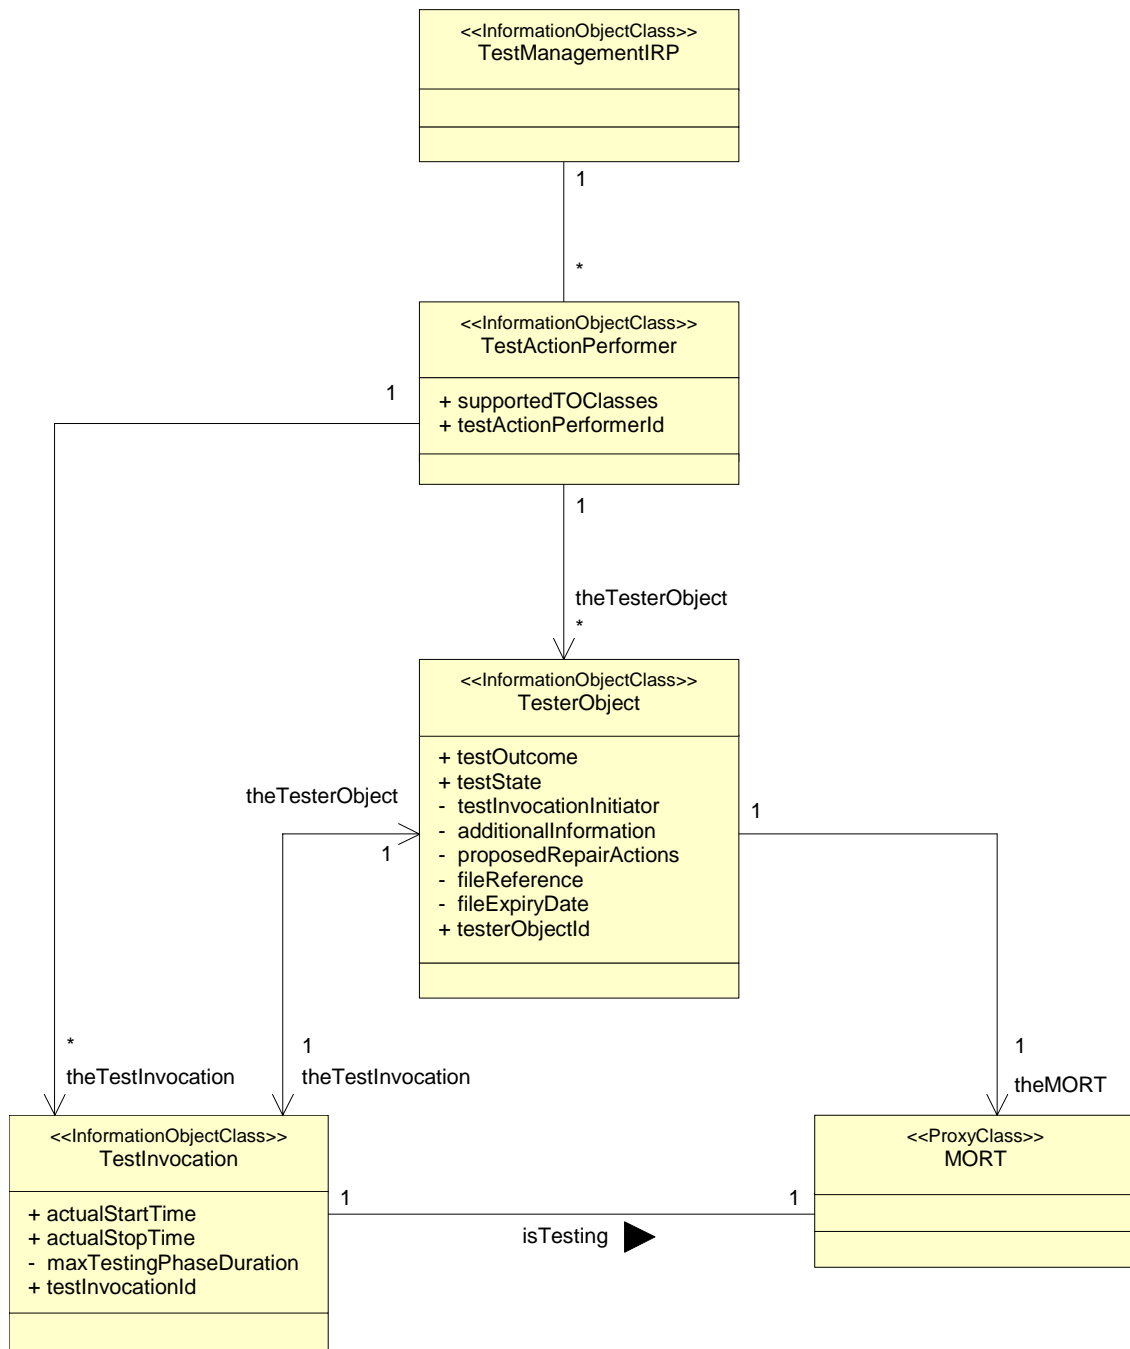 <<InformationObjectClass>>
TestManagementIRP
1
*
<<InformationObjectClass>>
TestActionPerformer
+ supportedTOClasses
+ testActionPerformerId
1
1
theTesterObject
*
<<InformationObjectClass>>
TesterObject
+ testOutcome
+ testState
- testInvocationInitiator
- additionalInformation
- proposedRepairActions
- fileReference
- fileExpiryDate
+ testerObjectId
theTesterObject
1
1
*
theTestInvocation
1
theTestInvocation
1
theMORT
<<InformationObjectClass>>
TestInvocation
+ actualStartTime
+ actualStopTime
- maxTestingPhaseDuration
+ testInvocationId
1
isTesting
1
<<ProxyClass>>
MORT